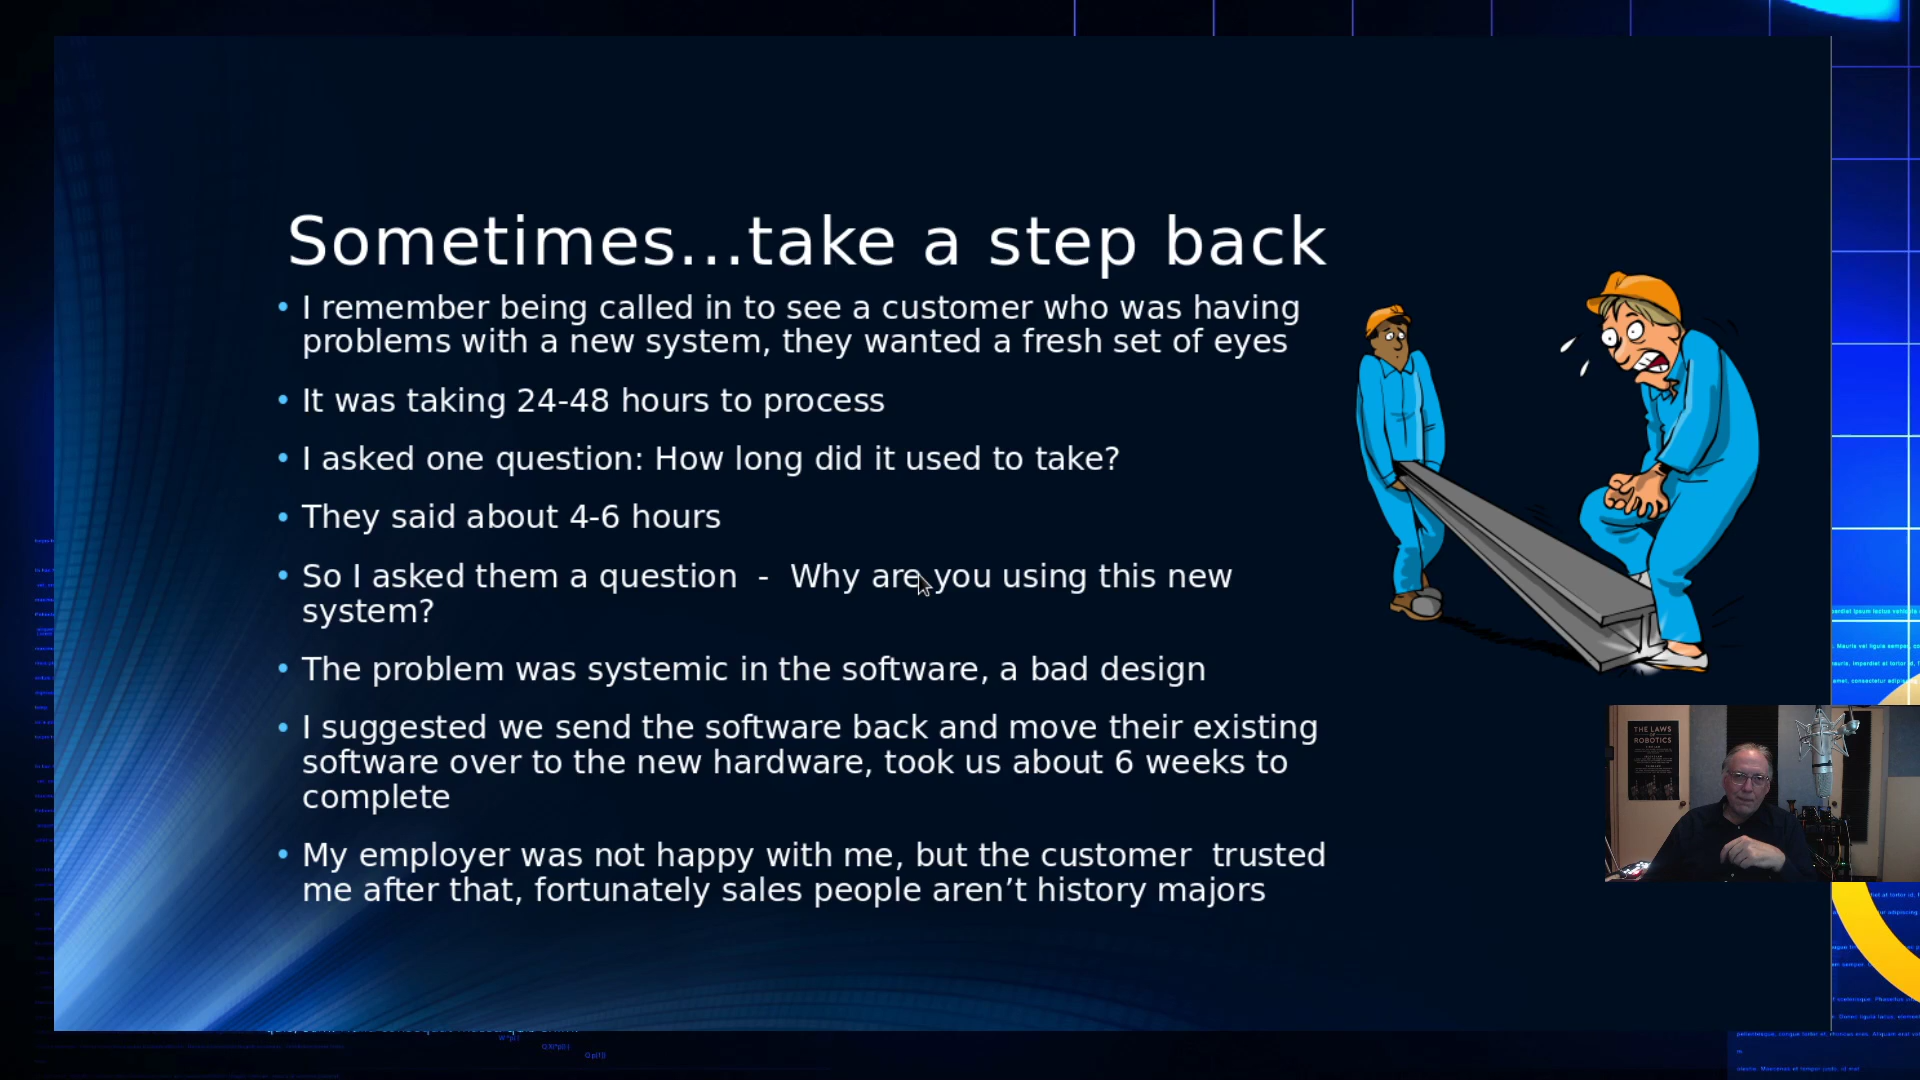 Sometimes...take a step back
• I remember being called in to see a customer who was having
problems with a new system, they wanted a fresh set of eyes
• It was taking 24-48 hours to process
• I asked one question: How long did it used to take?
• They said about 4-6 hours
• So I asked them a question  -  Why are you using this new
system?
• The problem was systemic in the software, a bad design
• I suggested we send the software back and move their existing
software over to the new hardware, took us about 6 weeks to
complete
• My employer was not happy with me, but the customer  trusted
me after that, fortunately sales people aren’t history majors
THE LAWS
OF
ROBOTICS